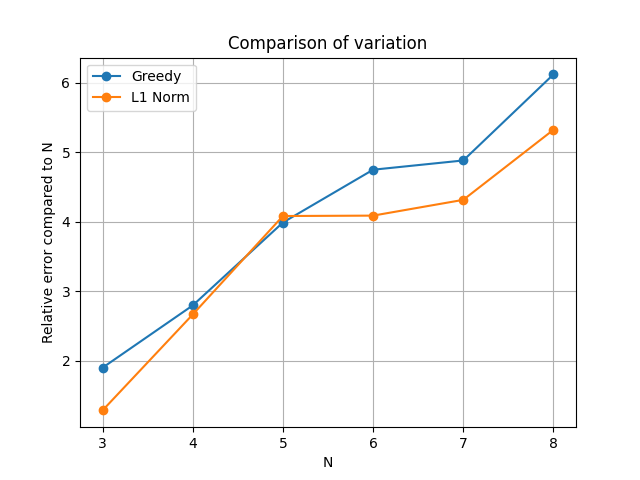 Comparison of variation
Greedy
L1 Norm
Relative error compared to N
6
5
4
3
2
3 4 5 6 7 8
N